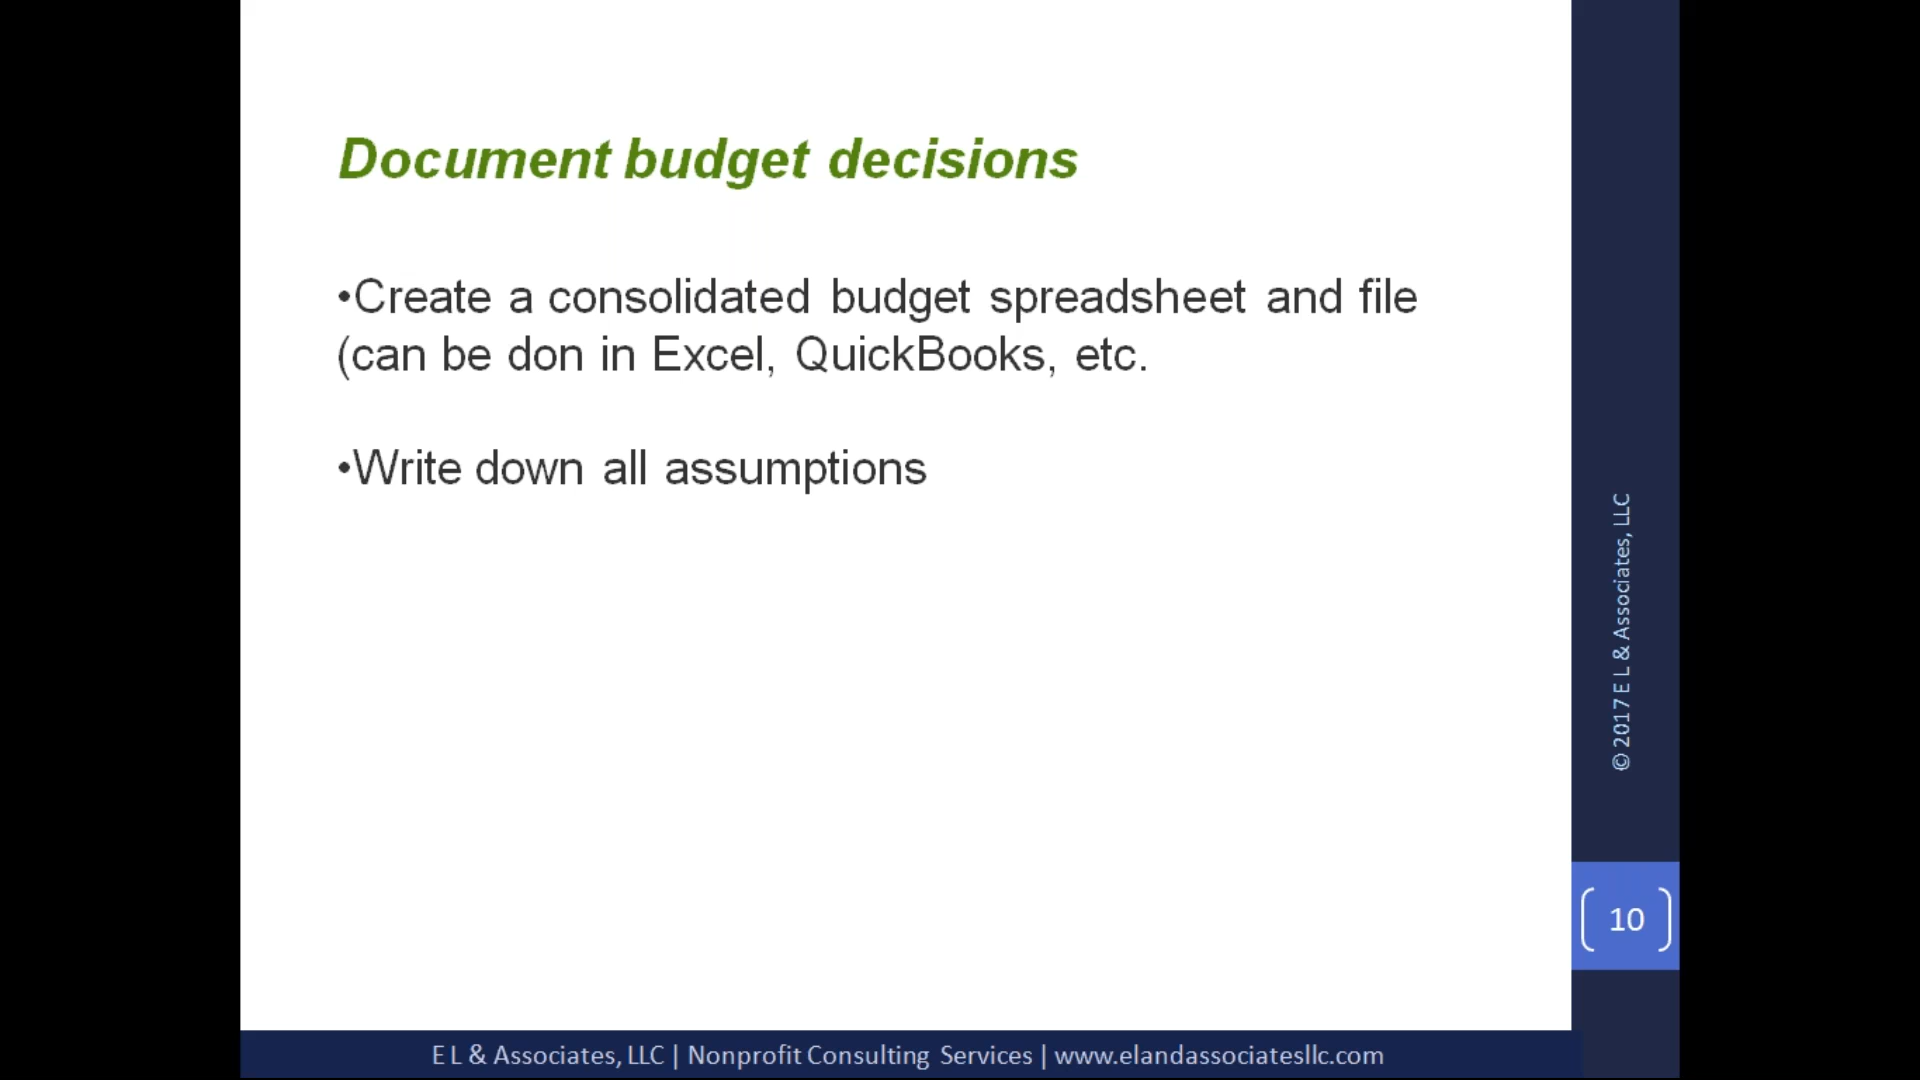 Document budget decisions
•Create a consolidated budget spreadsheet and file
(can be don in Excel, QuickBooks, etc.
•Write down all assumptions
© 2017 E L & Associates, LLC
10
E L & Associates, LLC | Nonprofit Consulting Services | www.elandassociatesllc.com